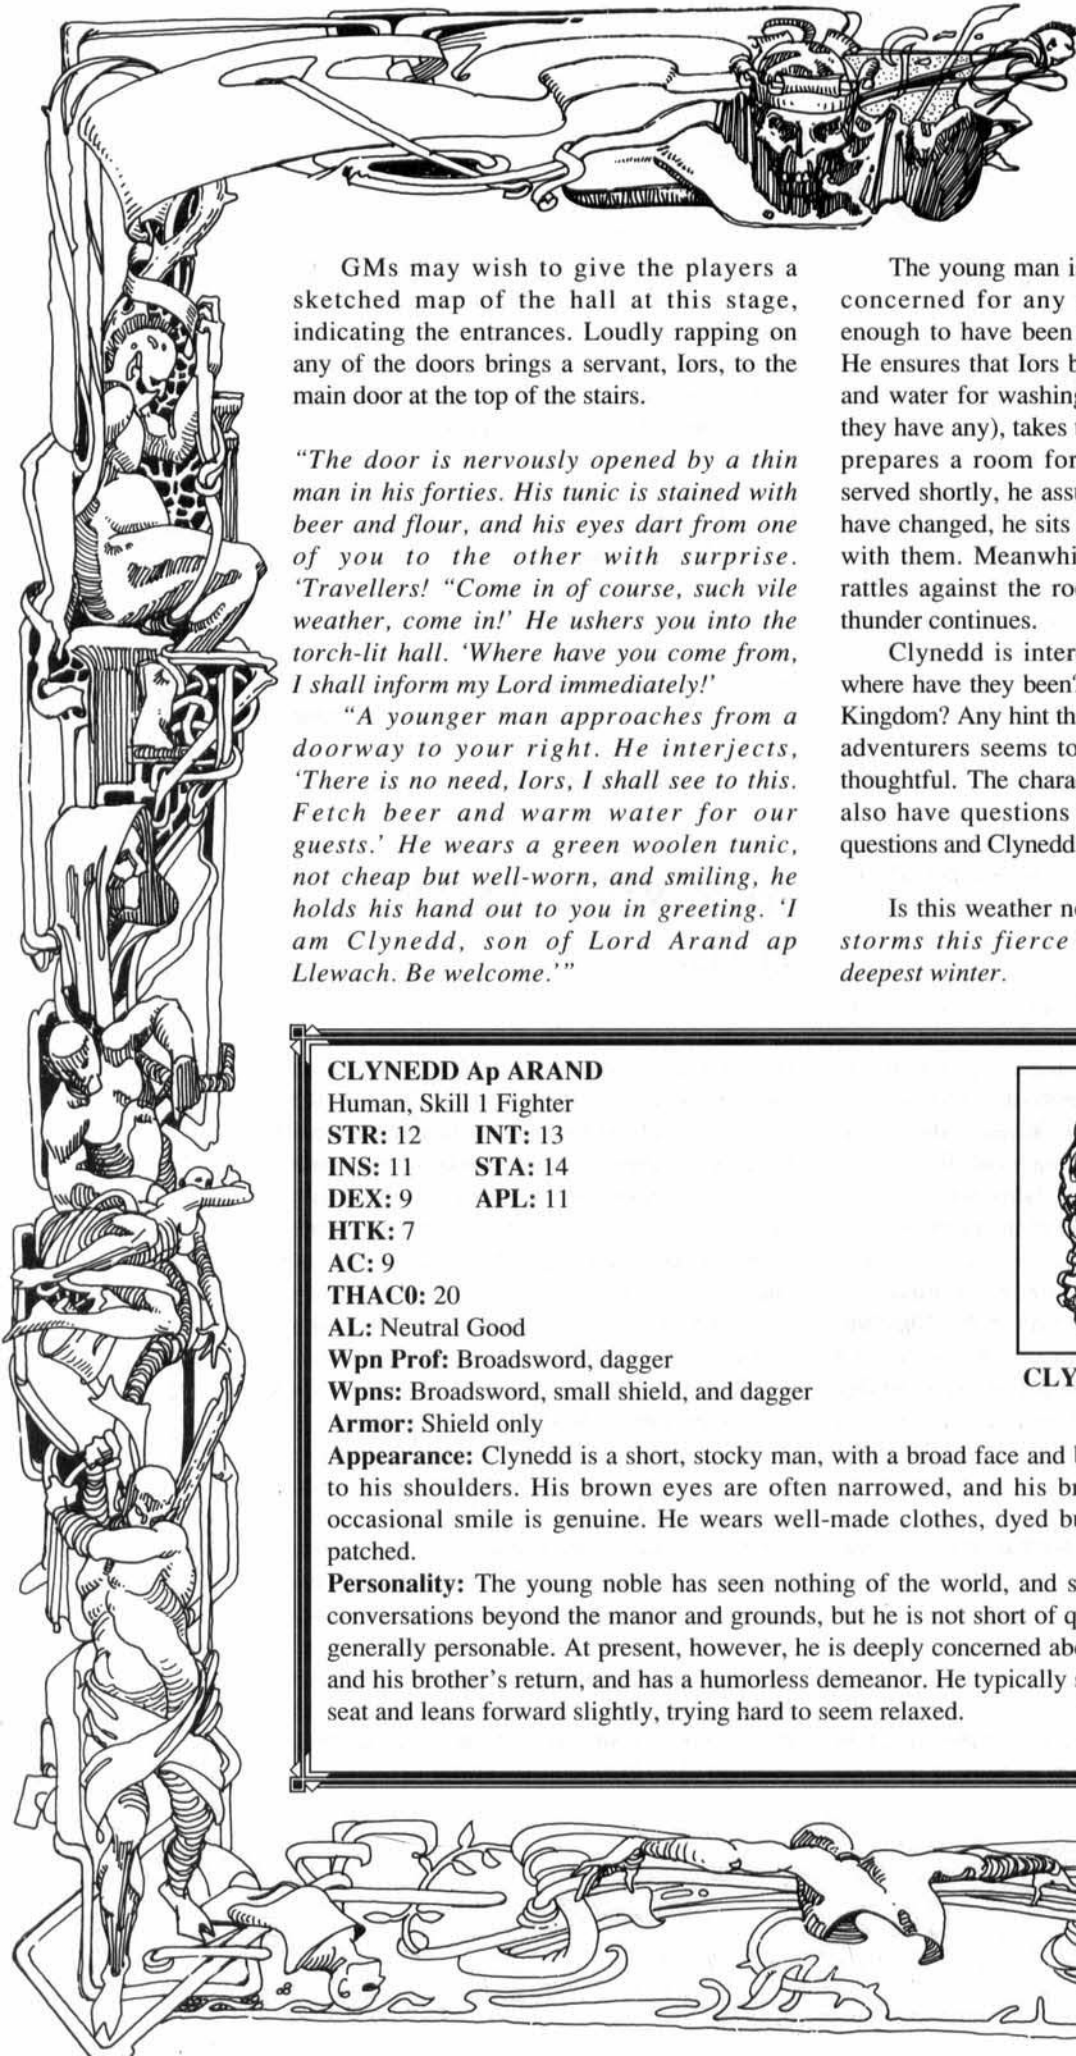 GMs may wish to give the players a
sketched map of the hall at this stage,
indicating the entrances. Loudly rapping on
any of the doors brings a servant, Iors, to the
main door at the top of the stairs.
“The door is nervously opened by a thin
man in his forties. His tunic is stained with
beer and flour, and his eyes dart from one
of you to the other with surprise.
‘Travellers! “Come in of course, such vile
weather, come in!’ He ushers you into the
torch-lit hall. ‘Where have you come from,
I shall inform my Lord immediately!’
“A younger man approaches from a
doorway to your right. He interjects,
‘There is no need, Iors, I shall see to this.
Fetch beer and warm water for our
guests.’ He wears a green woolen tunic,
not cheap but well-worn, and smiling, he
holds his hand out to you in greeting. ‘I
am Clynedd, son of Lord Arand ap
Llewach. Be welcome.’”
The young man i
concerned for any
enough to have been
He ensures that Iors b
and water for washing
they have any), takes
prepares a room for
served shortly, he ass
have changed, he sits
with them. Meanwhi
rattles against the ro
thunder continues.
Clynedd is inter
where have they been?
Kingdom? Any hint th
adventurers seems to
thoughtful. The chara
also have questions
questions and Clynedd
Is this weather n
storms this fierce
deepest winter.
CLYNEDD Ap ARAND
Human, Skill 1 Fighter
STR: 12 INT: 13
INS: 11 STA: 14
DEX: 9 APL: 11
HTK: 7
AC: 9
THAC0: 20
AL: Neutral Good
Wpn Prof: Broadsword, dagger
Wpns: Broadsword, small shield, and dagger
Armor: Shield only
CLY
Appearance: Clynedd is a short, stocky man, with a broad face and
to his shoulders. His brown eyes are often narrowed, and his br
occasional smile is genuine. He wears well-made clothes, dyed bu
patched.
Personality: The young noble has seen nothing of the world, and s
conversations beyond the manor and grounds, but he is not short of q
generally personable. At present, however, he is deeply concerned abo
and his brother’s return, and has a humorless demeanor. He typically
seat and leans forward slightly, trying hard to seem relaxed.